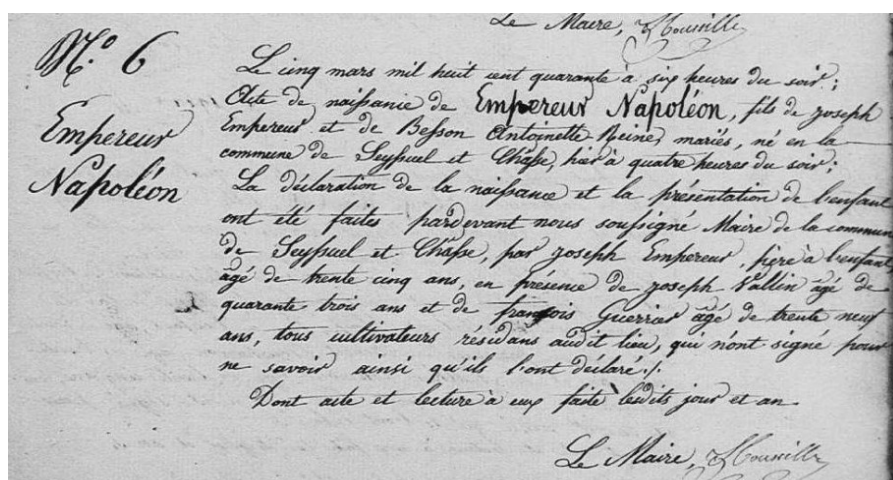 Le Maire,
N.o 6
Empereur
Napoléon
Le cinq mars mil huit cent quarante à six heures du soir;
Acte de naissance de Empereur Napoléon, fils de joseph
Empereur et de Besson Antoinette Reine, mariés, né en la
commune de Seyssuel et Chasse, hier à quatre heures du soir;
La déclaration de la naissance et la présentation de l'enfant
ont été faites pardevant nous soussigné Maire de la commune
de Seyssuel et Chasse, par joseph Empereur, père à l'enfant
âgé de trente cinq ans, en présence de joseph Vallin âgé de
quarante trois ans et de françois Guerrier âgé de trente neuf
ans, tous cultivateurs résidans audit lieu, qui n'ont signé pour
ne savoir ainsi qu'ils l'ont déclaré./.
Dont acte et lecture à eux faite lesdits jour et an
Le Maire,